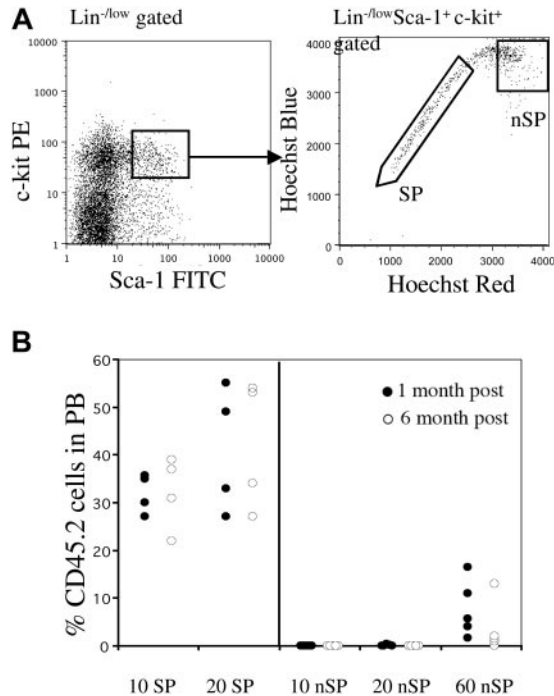 A
Lin-/low gated
Lin-/lowSca-1+ c-kit+
gated
10000
1000
100
10
1
c-kit PE
1 10 100 1000 10000
Sca-1 FITC
4000
3000
2000
1000
0
Hoechst Blue
SP
nSP
0 1000 2000 3000 4000
Hoechst Red
B
60
50
40
30
20
10
0
% CD45.2 cells in PB
1 month post
6 month post
10 SP 20 SP 10 nSP 20 nSP 60 nSP